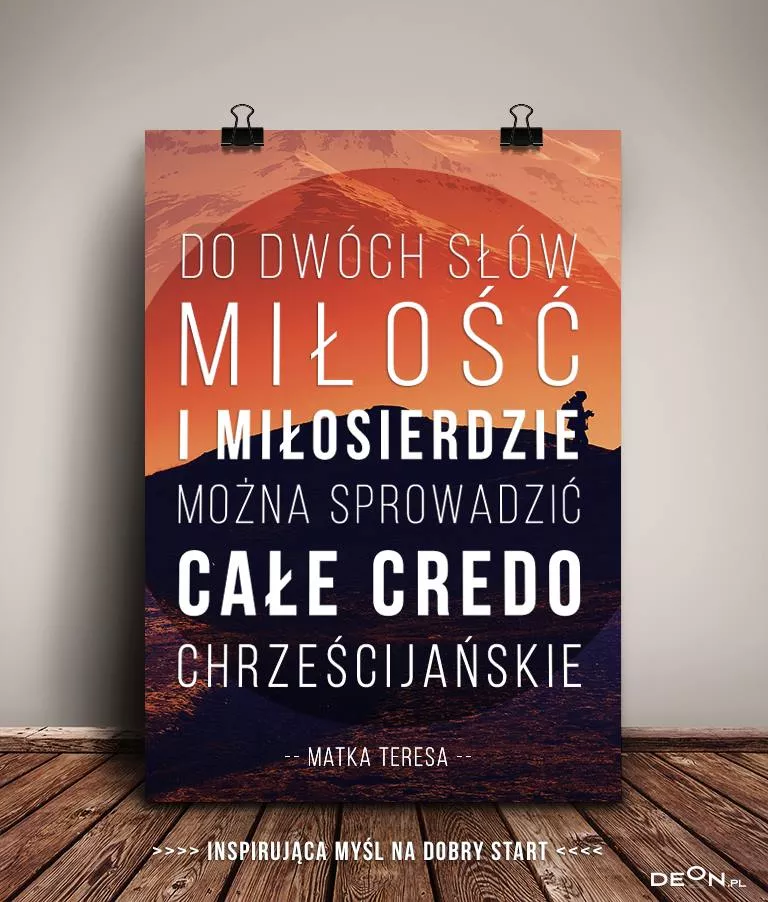 DO DWÓCH SŁÓW
MIŁOŚĆ
I MIŁOSIERDZIE
MOŻNA SPROWADZIĆ
CAŁE CREDO
CHRZEŚCIJAŃSKIE
-- MATKA TERESA --
>>>> INSPIRUJĄCA MYŚL NA DOBRY START <<<<
DEON.PL